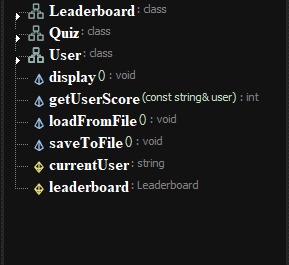 Leaderboard : class
Quiz : class
User : class
display() : void
getUserScore(const string& user) : int
loadFromFile() : void
saveToFile() : void
currentUser : string
leaderboard : Leaderboard